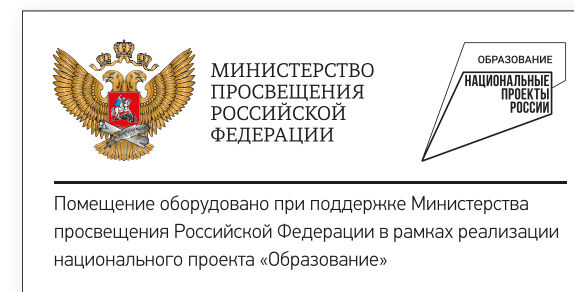 МИНИСТЕРСТВО
ПРОСВЕЩЕНИЯ
РОССИЙСКОЙ
ФЕДЕРАЦИИ
ОБРАЗОВАНИЕ
НАЦИОНАЛЬНЫЕ
ПРОЕКТЫ
РОССИИ
Помещение оборудовано при поддержке Министерства
просвещения Российской Федерации в рамках реализации
национального проекта «Образование»